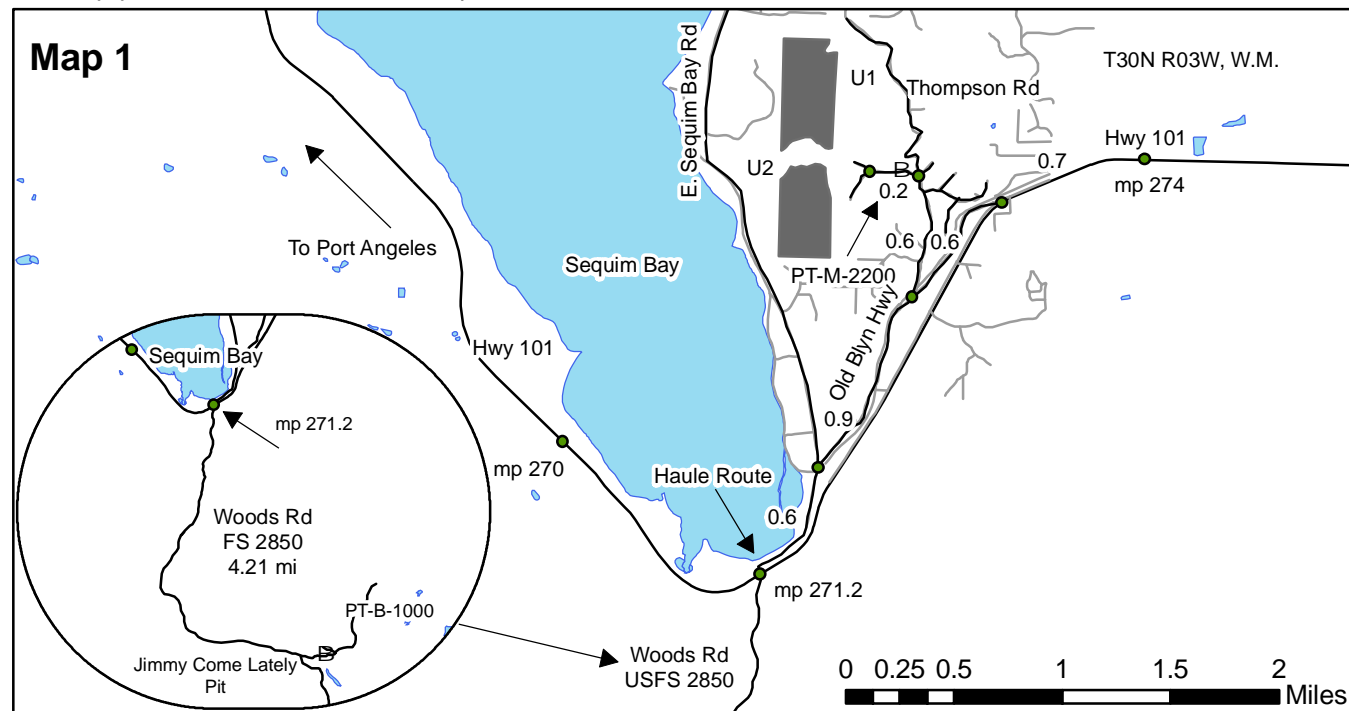 Map 1
T30N R03W, W.M.
U1
Thompson Rd
E. Sequim Bay Rd
Hwy 101
0.7
U2
mp 274
0.2
To Port Angeles
0.6
0.6
Sequim Bay
PT-M-2200
Old Blyn Hwy
Hwy 101
0.9
mp 270
Haule Route
0.6
mp 271.2
Woods Rd
USFS 2850
Sequim Bay
mp 271.2
Woods Rd
FS 2850
4.21 mi
PT-B-1000
Jimmy Come Lately
Pit
B
B
0 0.25 0.5 1 1.5 2
Miles